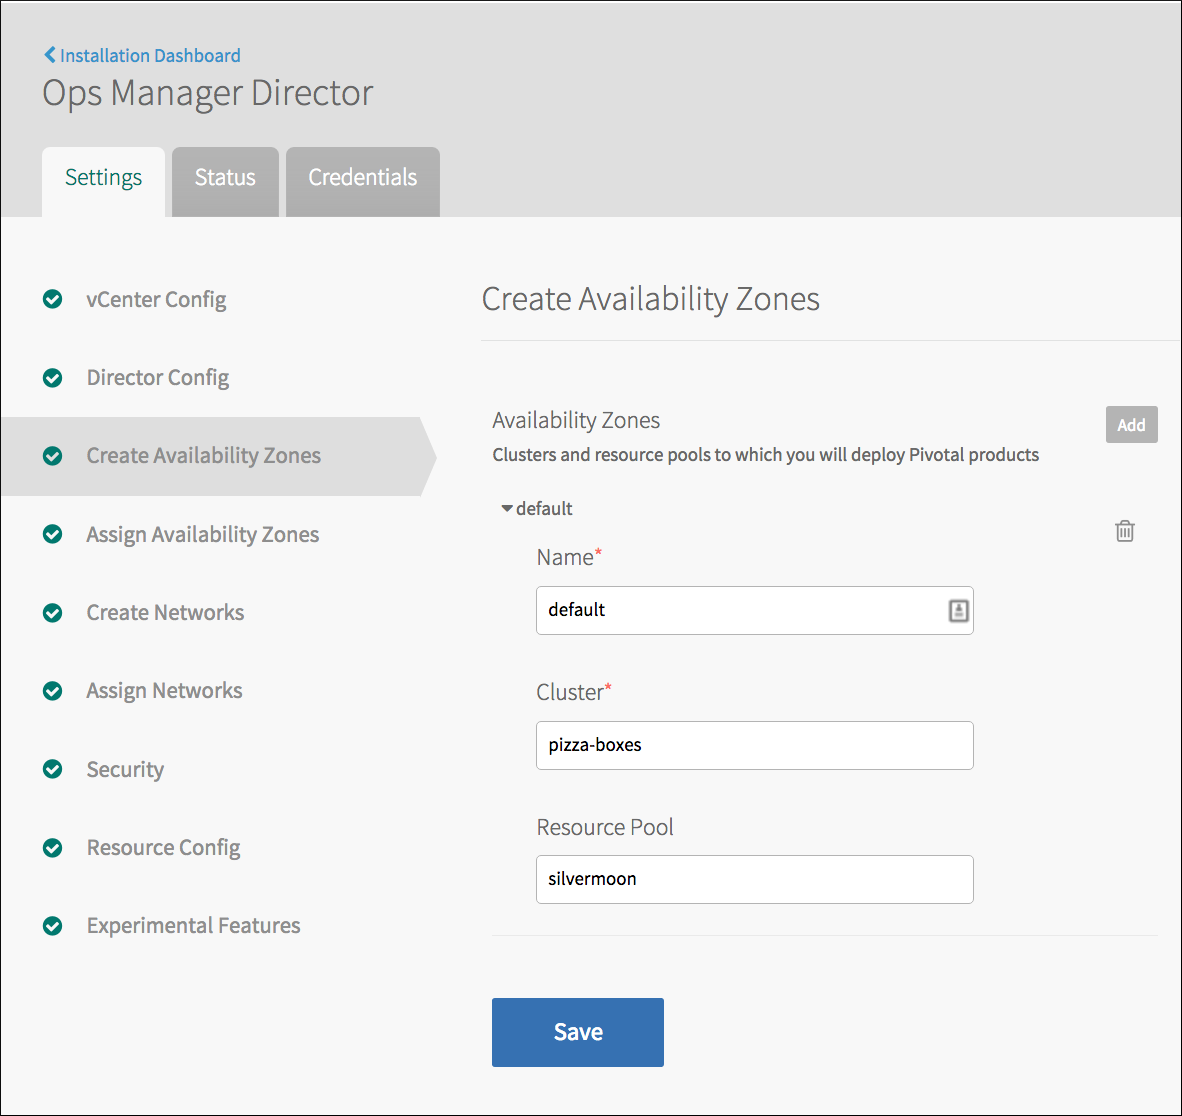 Installation Dashboard
Ops Manager Director
Settings
Status
Credentials
vCenter Config
Director Config
Create Availability Zones
Assign Availability Zones
Create Networks
Assign Networks
Security
Resource Config
Experimental Features
Create Availability Zones
Availability Zones
Add
Clusters and resource pools to which you will deploy Pivotal products
default
Name*
default
Cluster*
pizza-boxes
Resource Pool
silvermoon
Save